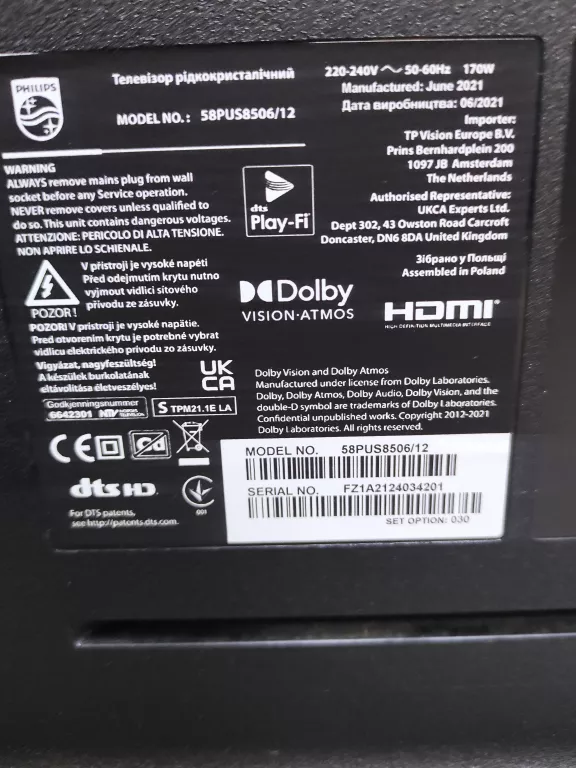 PHILIPS
Телевізор рідкокристалічний
MODEL NO.: 58PUS8506/12
220-240V ~ 50-60Hz 170W
Manufactured: June 2021
Дата виробництва: 06/2021
Importer:
TP Vision Europe B.V.
Prins Bernhardplein 200
1097 JB Amsterdam
The Netherlands
Authorised Representative:
UKCA Experts Ltd.
Dept 302, 43 Owston Road Carcroft
Doncaster, DN6 8DA United Kingdom
Зібрано у Польщі
Assembled in Poland
WARNING
ALWAYS remove mains plug from wall
socket before any Service operation.
NEVER remove covers unless qualified to
do so. This unit contains dangerous voltages.
ATTENZIONE: PERICOLO DI ALTA TENSIONE.
NON APRIRE LO SCHIENALE.
dts
Play-Fi
V přístroji je vysoké napětí
Před odejmutím krytu nutno
vyjmout vidlici síťového
přívodu ze zásuvky.
POZOR!
POZOR! V prístroji je vysoké napätie.
Pred otvorením krytu je potrebné vybrať
vidlicu elektrického prívodu zo zásuvky.
Vigyázat, nagyfeszültség!
A készülék burkolatának
eltávolítása életveszélyes!
Dolby
VISION·ATMOS
HDMI
HIGH-DEFINITION MULTIMEDIA INTERFACE
UK
CA
Godkjenningsnummer
6642301 NTV
S TPM21.1E LA
Dolby Vision and Dolby Atmos
Manufactured under license from Dolby Laboratories.
Dolby, Dolby Atmos, Dolby Audio, Dolby Vision, and the
double-D symbol are trademarks of Dolby Laboratories.
Confidential unpublished works. Copyright 2012-2021
Dolby Laboratories. All rights reserved.
CE
dts HD
001
For DTS patents,
see http://patents.dts.com.
MODEL NO. 58PUS8506/12
SERIAL NO. FZ1A2124034201
SET OPTION: 030